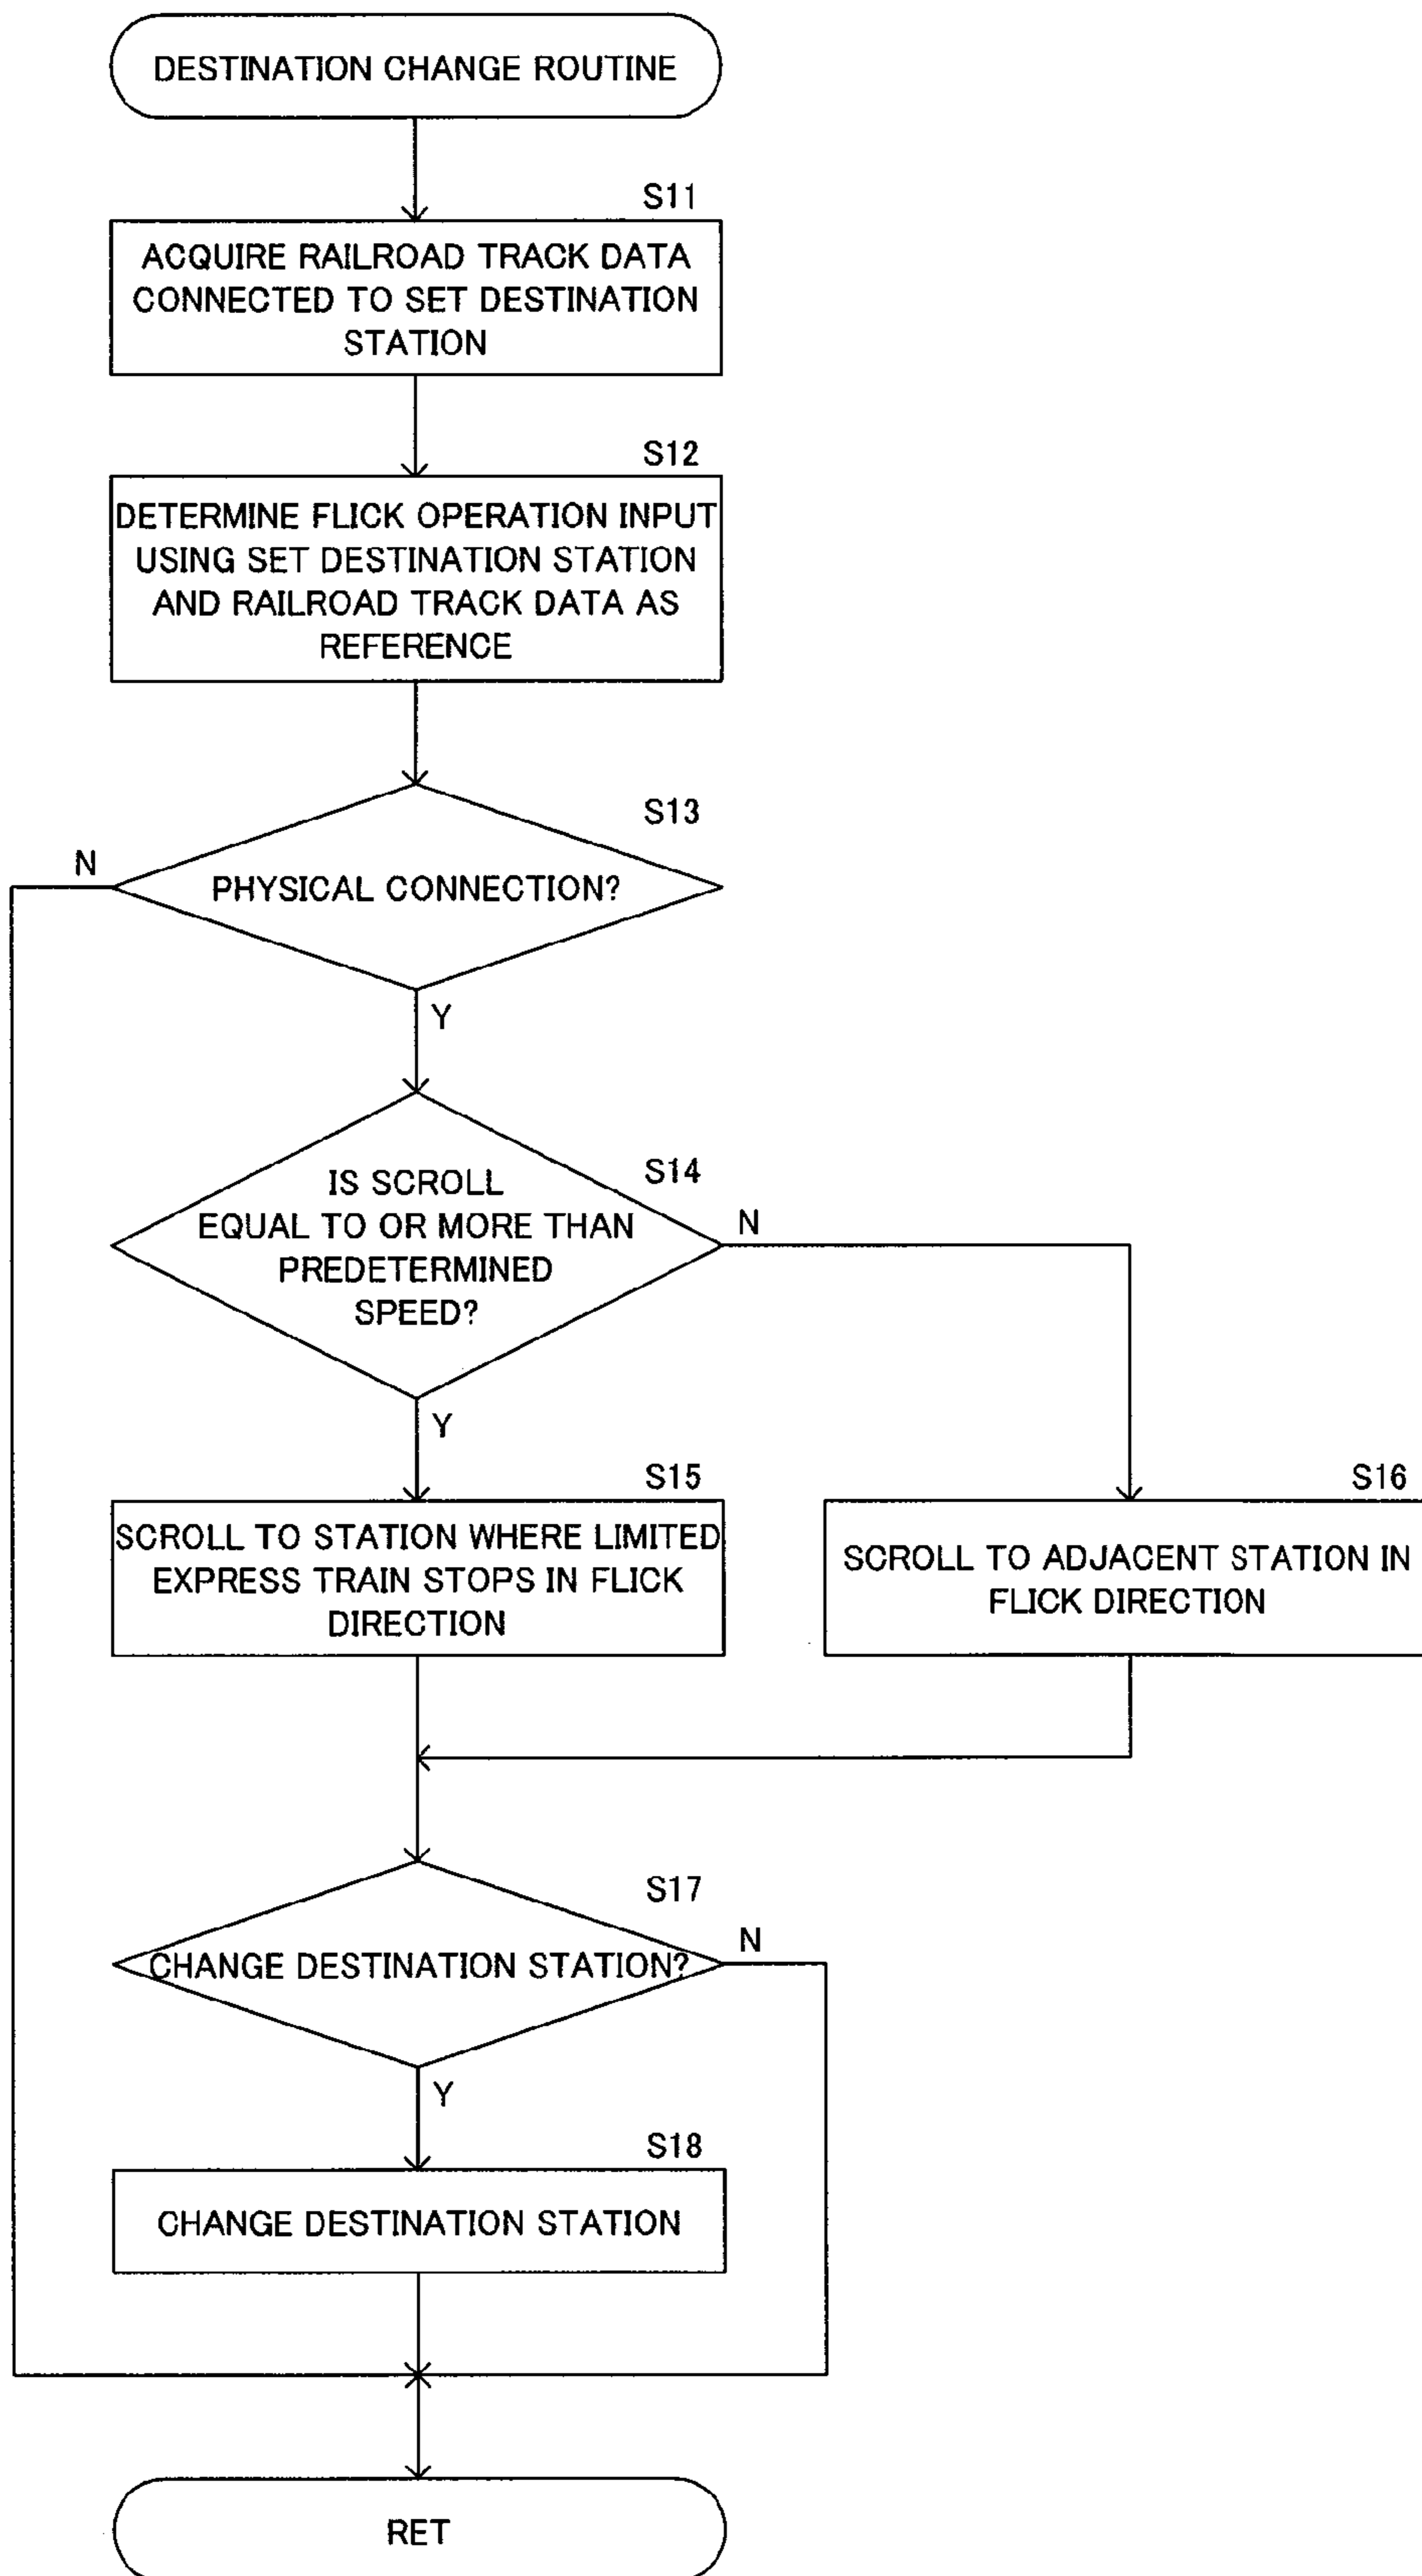 DESTINATION CHANGE ROUTINE
S11
ACQUIRE RAILROAD TRACK DATA
CONNECTED TO SET DESTINATION
STATION
S12
DETERMINE FLICK OPERATION INPUT
USING SET DESTINATION STATION
AND RAILROAD TRACK DATA AS
REFERENCE
S13
N
PHYSICAL CONNECTION?
Y
S14
IS SCROLL
EQUAL TO OR MORE THAN
PREDETERMINED
SPEED?
N
Y
S15
SCROLL TO STATION WHERE LIMITED
EXPRESS TRAIN STOPS IN FLICK
DIRECTION
S16
SCROLL TO ADJACENT STATION IN
FLICK DIRECTION
S17
CHANGE DESTINATION STATION?
N
Y
S18
CHANGE DESTINATION STATION
RET